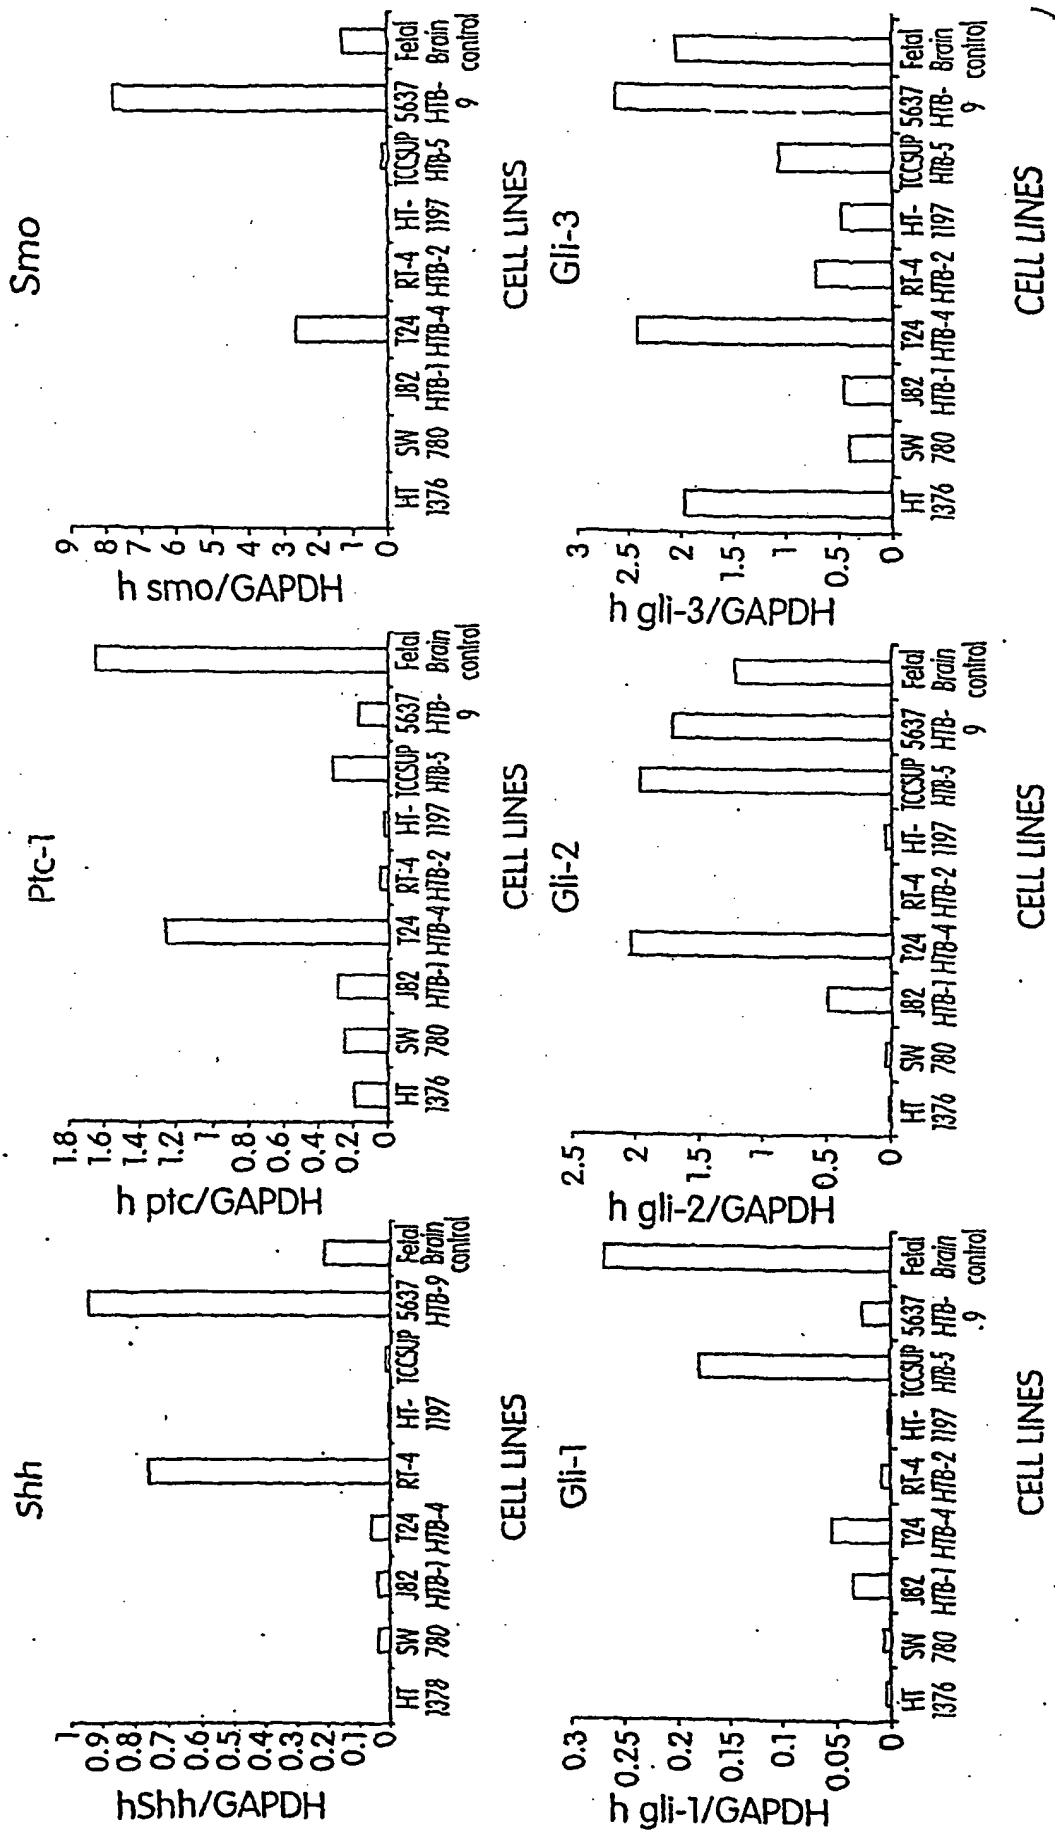 Shh
hShh/GAPDH
1
0.9
0.8
0.7
0.6
0.5
0.4
0.3
0.2
0.1
0
HT SW J82 T24 RT-4 HT- TCCSUP 5637 Fetal
1378 780 HTB-1 HTB-4 1197 HTB-9 Brain
control
CELL LINES
Ptc-1
h ptc/GAPDH
1.8
1.6
1.4
1.2
1
0.8
0.6
0.4
0.2
0
HT SW J82 T24 RT-4 HT- TCCSUP 5637 Fetal
1376 780 HTB-1 HTB-4 HTB-2 1197 HTB-5 HTB- Brain
9 control
CELL LINES
Smo
h smo/GAPDH
9
8
7
6
5
4
3
2
1
0
HT SW J82 T24 RT-4 HT- TCCSUP 5637 Fetal
1376 780 HTB-1 HTB-4 HTB-2 1197 HTB-5 HTB- Brain
9 control
CELL LINES
Gli-1
h gli-1/GAPDH
0.3
0.25
0.2
0.15
0.1
0.05
0
HT SW J82 T24 RT-4 HT- TCCSUP 5637 Fetal
1376 780 HTB-1 HTB-4 HTB-2 1197 HTB-5 HTB- Brain
9 control
CELL LINES
Gli-2
h gli-2/GAPDH
2.5
2
1.5
1
0.5
0
HT SW J82 T24 RT-4 HT- TCCSUP 5637 Fetal
1376 780 HTB-1 HTB-4 HTB-2 1197 HTB-5 HTB- Brain
9 control
CELL LINES
Gli-3
h gli-3/GAPDH
3
2.5
2
1.5
1
0.5
0
HT SW J82 T24 RT-4 HT- TCCSUP 5637 Fetal
1376 780 HTB-1 HTB-4 HTB-2 1197 HTB-5 HTB- Brain
9 control
CELL LINES